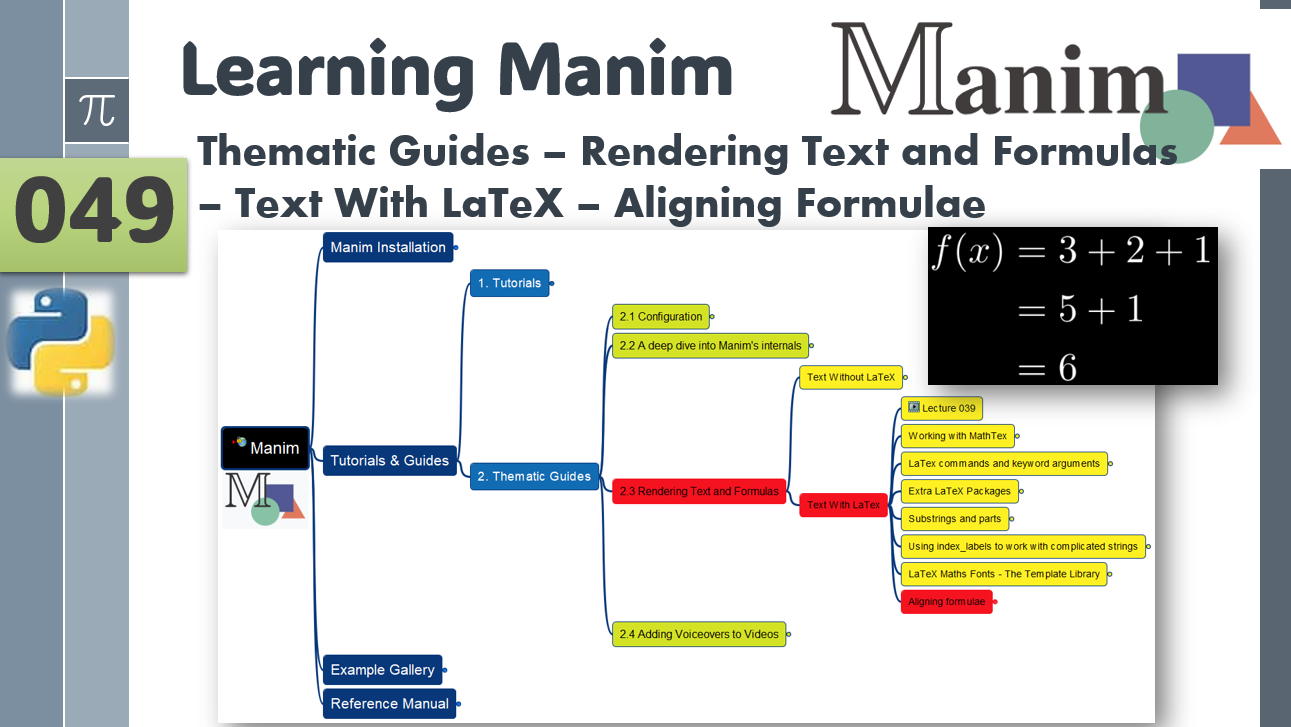 Learning Manim
Manim
π
Thematic Guides – Rendering Text and Formulas
– Text With LaTeX – Aligning Formulae
049
f(x) = 3 + 2 + 1
= 5 + 1
= 6
Manim Installation
1. Tutorials
2.1 Configuration
2.2 A deep dive into Manim's internals
Text Without LaTeX
Lecture 039
Manim
Working with MathTex
Tutorials & Guides
LaTex commands and keyword arguments
2. Thematic Guides
2.3 Rendering Text and Formulas
Extra LaTeX Packages
M
Text With LaTex
Substrings and parts
Using index_labels to work with complicated strings
LaTeX Maths Fonts - The Template Library
Aligning formulae
2.4 Adding Voiceovers to Videos
Example Gallery
Reference Manual